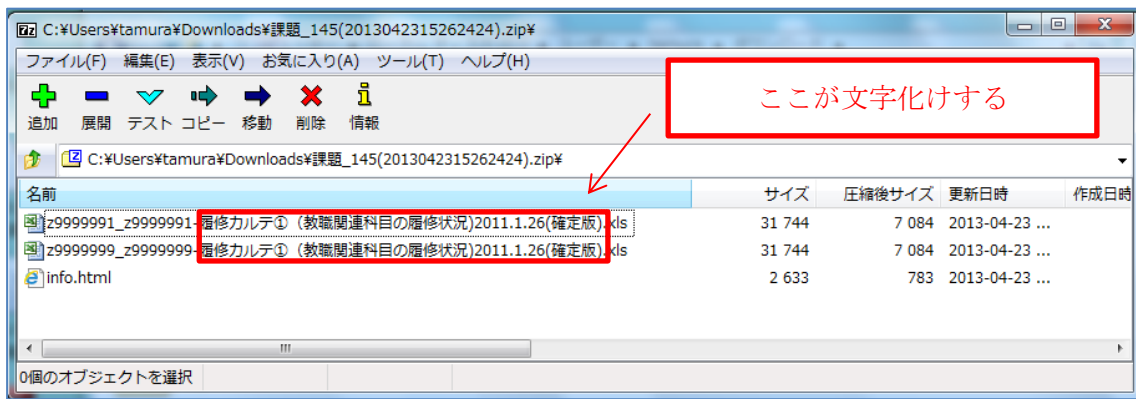 C:¥Users¥tamura¥Downloads¥課題_145(2013042315262424).zip¥
ファイル(F) 編集(E) 表示(V) お気に入り(A) ツール(T) ヘルプ(H)
ここが文字化けする
追加 展開 テスト コピー 移動 削除 情報
C:¥Users¥tamura¥Downloads¥課題_145(2013042315262424).zip¥
名前 サイズ 圧縮後サイズ 更新日時 作成日時
z9999991_z9999991-履修カルテ①（教職関連科目の履修状況)2011.1.26(確定版).xls 31 744 7 084 2013-04-23 ...
z9999999_z9999999-履修カルテ①（教職関連科目の履修状況)2011.1.26(確定版).xls 31 744 7 084 2013-04-23 ...
info.html 2 633 783 2013-04-23 ...
0個のオブジェクトを選択